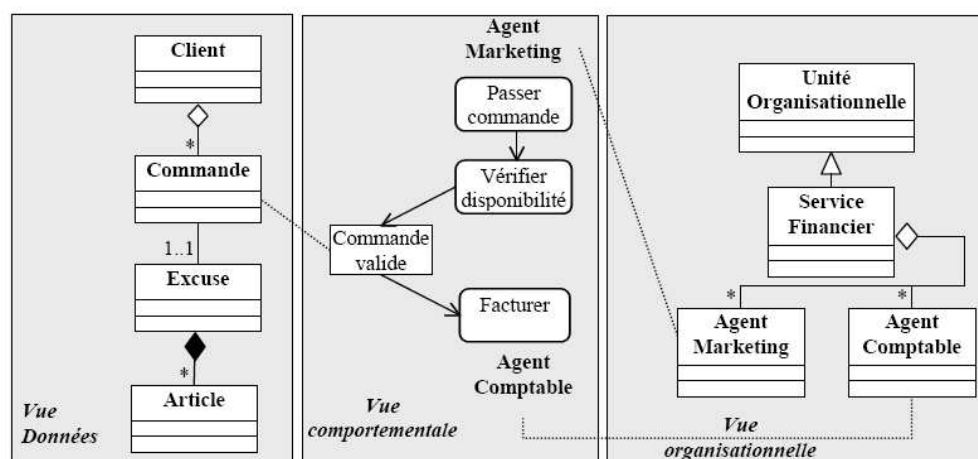 Client
*
Commande
1..1
Excuse
*
Article
Vue
Données
Agent
Marketing
Passer
commande
Vérifier
disponibilité
Commande
valide
Facturer
Agent
Comptable
Vue
comportementale
Unité
Organisationnelle
Service
Financier
*
*
Agent
Marketing
Agent
Comptable
Vue
organisationnelle